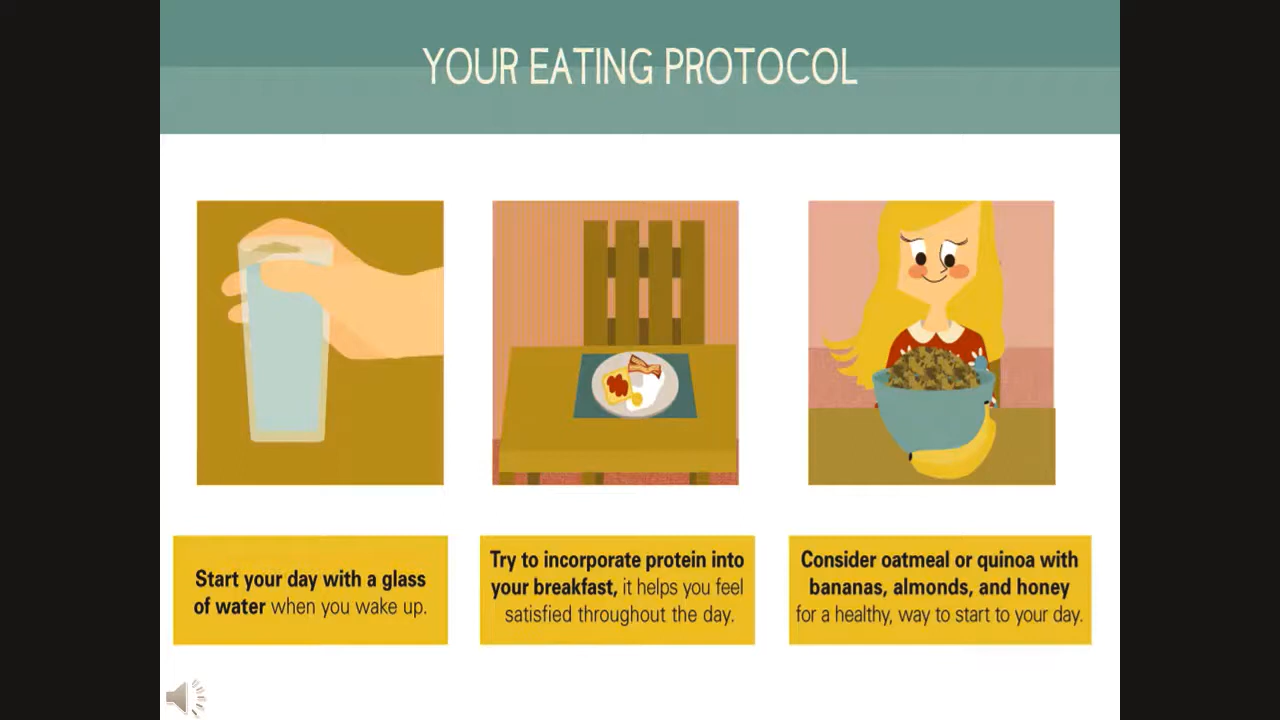 YOUR EATING PROTOCOL
Start your day with a glass
of water when you wake up.
Try to incorporate protein into
your breakfast, it helps you feel
satisfied throughout the day.
Consider oatmeal or quinoa with
bananas, almonds, and honey
for a healthy, way to start to your day.